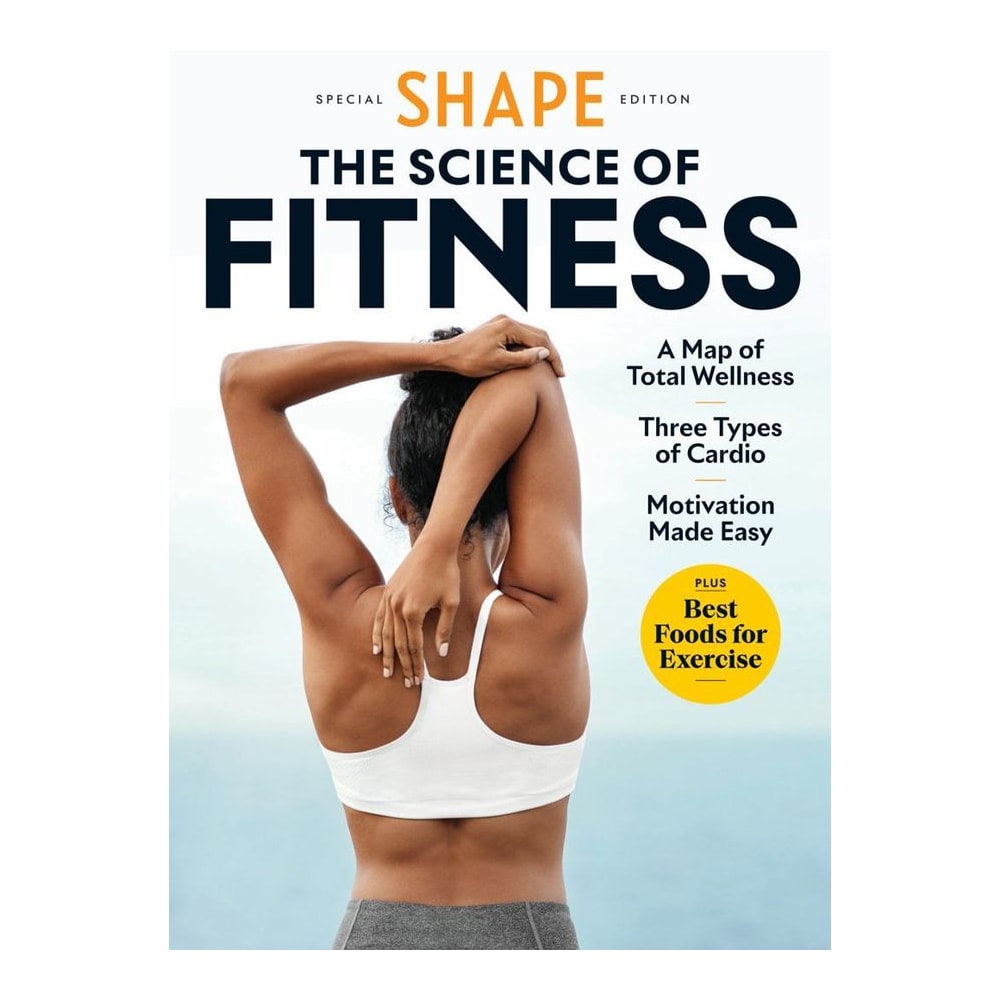 SPECIAL SHAPE EDITION
THE SCIENCE OF
FITNESS
A Map of
Total Wellness
Three Types
of Cardio
Motivation
Made Easy
PLUS
Best
Foods for
Exercise